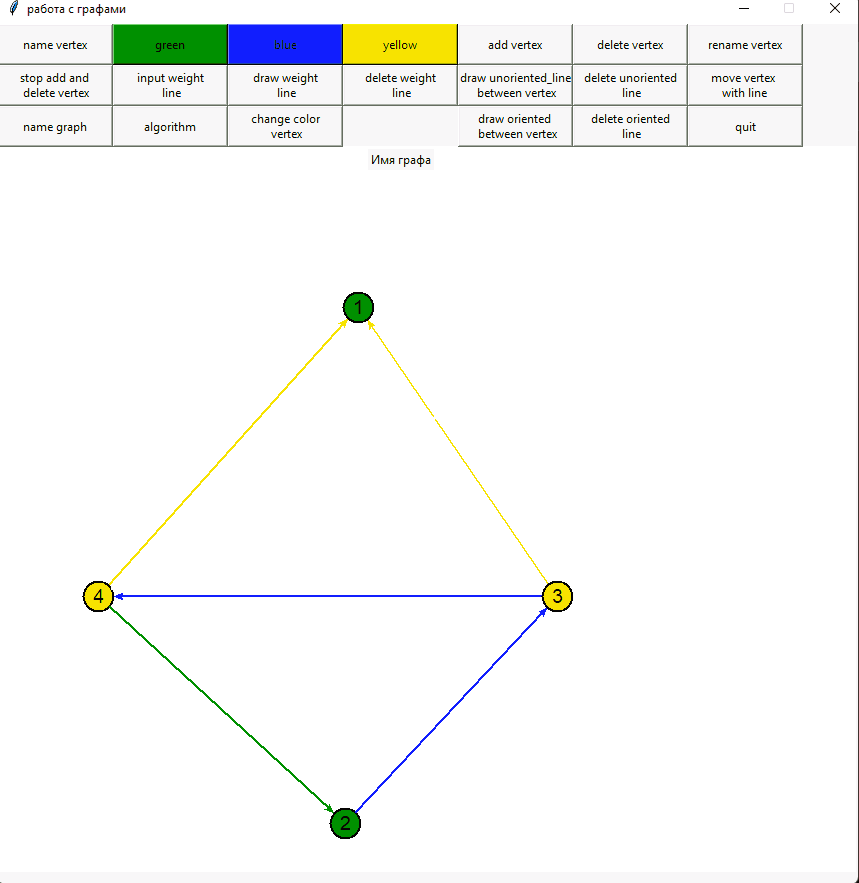 работа с графами
name vertex
green
blue
yellow
add vertex
delete vertex
rename vertex
stop add and
delete vertex
input weight
line
draw weight
line
delete weight
line
draw unoriented_line
between vertex
delete unoriented
line
move vertex
with line
name graph
algorithm
change color
vertex
draw oriented
between vertex
delete oriented
line
quit
Имя графа
1
4
3
2